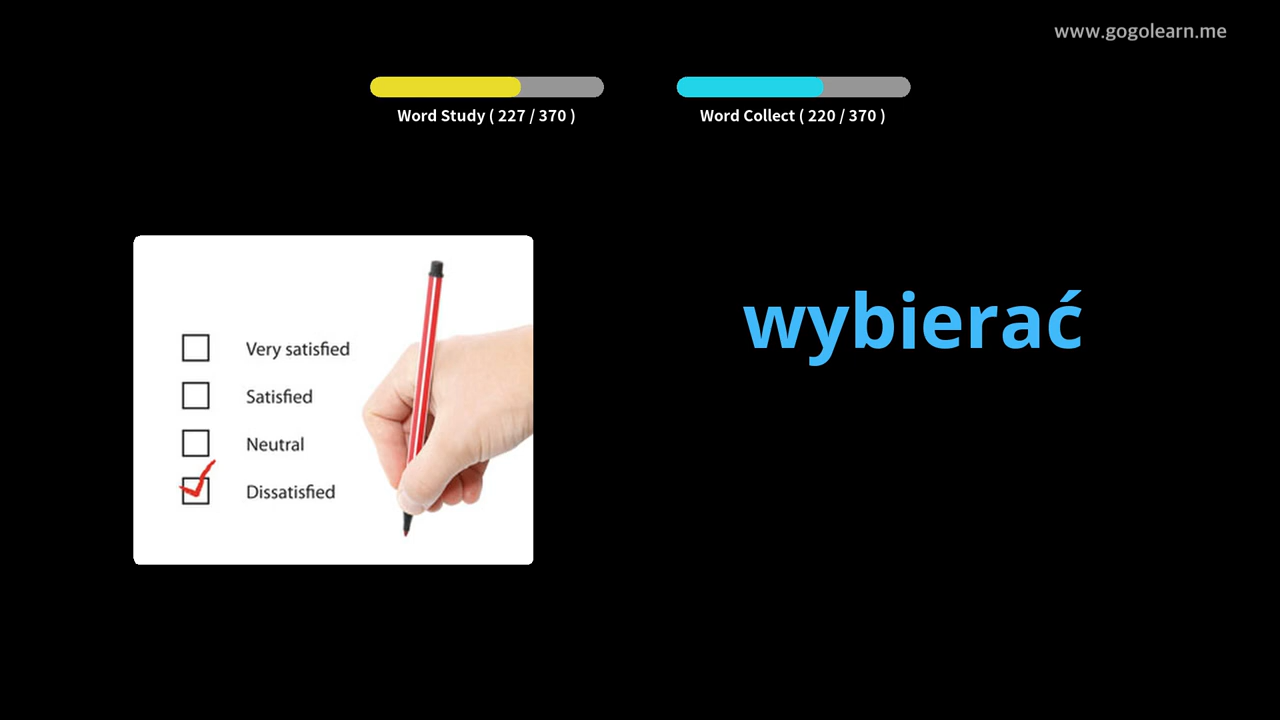 www.gogolearn.me
Word Study ( 227 / 370 )
Word Collect ( 220 / 370 )
wybierać
Very satisfied
Satisfied
Neutral
Dissatisfied